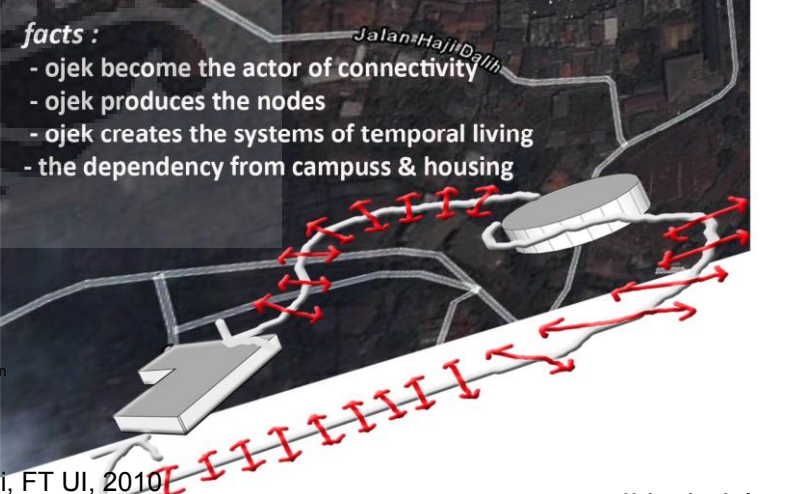 facts :
- ojek become the actor of connectivity
- ojek produces the nodes
- ojek creates the systems of temporal living
- the dependency from campuss & housing
Jalan Haji Dalih
i, FT UI, 2010